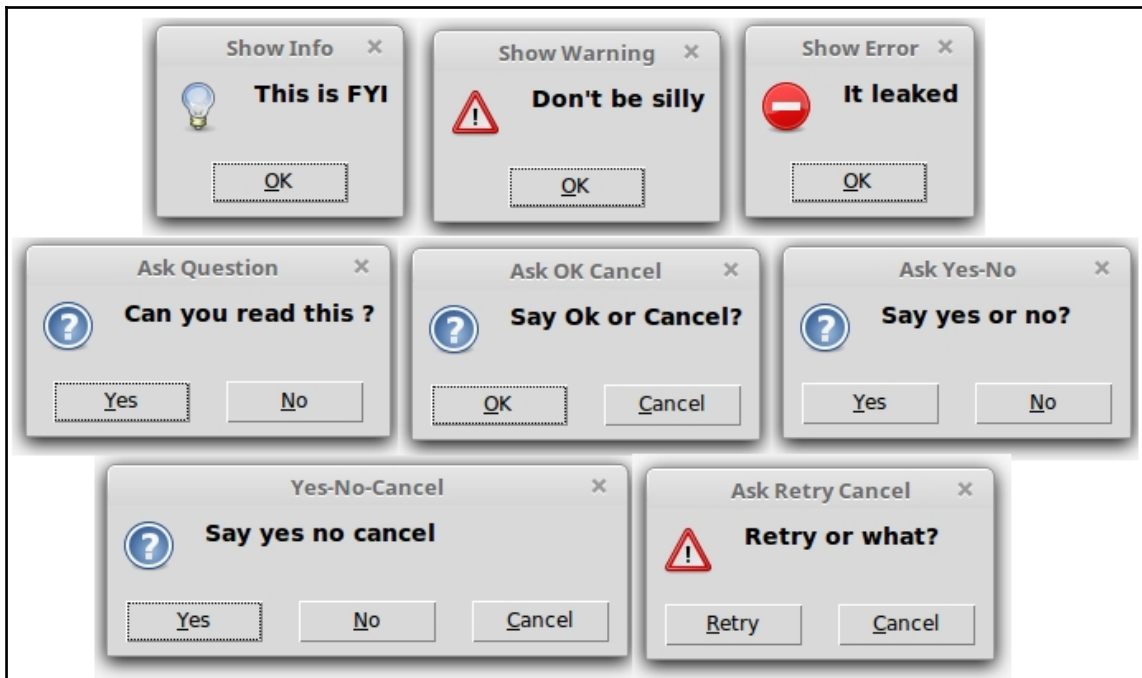 Show Info
This is FYI
OK
Show Warning
Don't be silly
OK
Show Error
It leaked
OK
Ask Question
Can you read this ?
Yes
No
Ask OK Cancel
Say Ok or Cancel?
OK
Cancel
Ask Yes-No
Say yes or no?
Yes
No
Yes-No-Cancel
Say yes no cancel
Yes
No
Cancel
Ask Retry Cancel
Retry or what?
Retry
Cancel